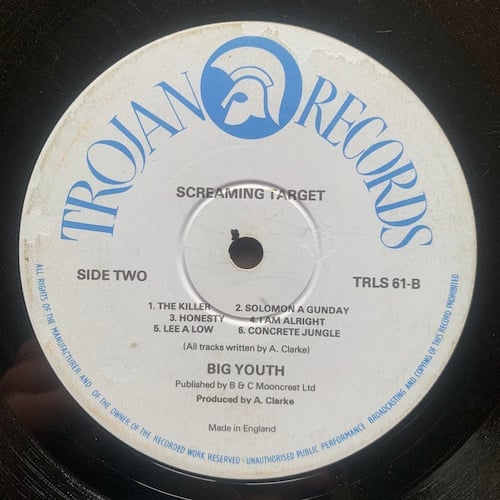 TROJAN RECORDS
SCREAMING TARGET
SIDE TWO
TRLS 61-B
1. THE KILLER 2. SOLOMON A GUNDAY
3. HONESTY 4. I AM ALRIGHT
5. LEE A LOW 6. CONCRETE JUNGLE
(All tracks written by A. Clarke)
BIG YOUTH
Published by B & C Mooncrest Ltd
Produced by A. Clarke
Made in England
ALL RIGHTS OF THE MANUFACTURER AND OF THE OWNER OF THE RECORDED WORK RESERVED - UNAUTHORISED PUBLIC PERFORMANCE BROADCASTING AND COPYING OF THIS RECORD PROHIBITED